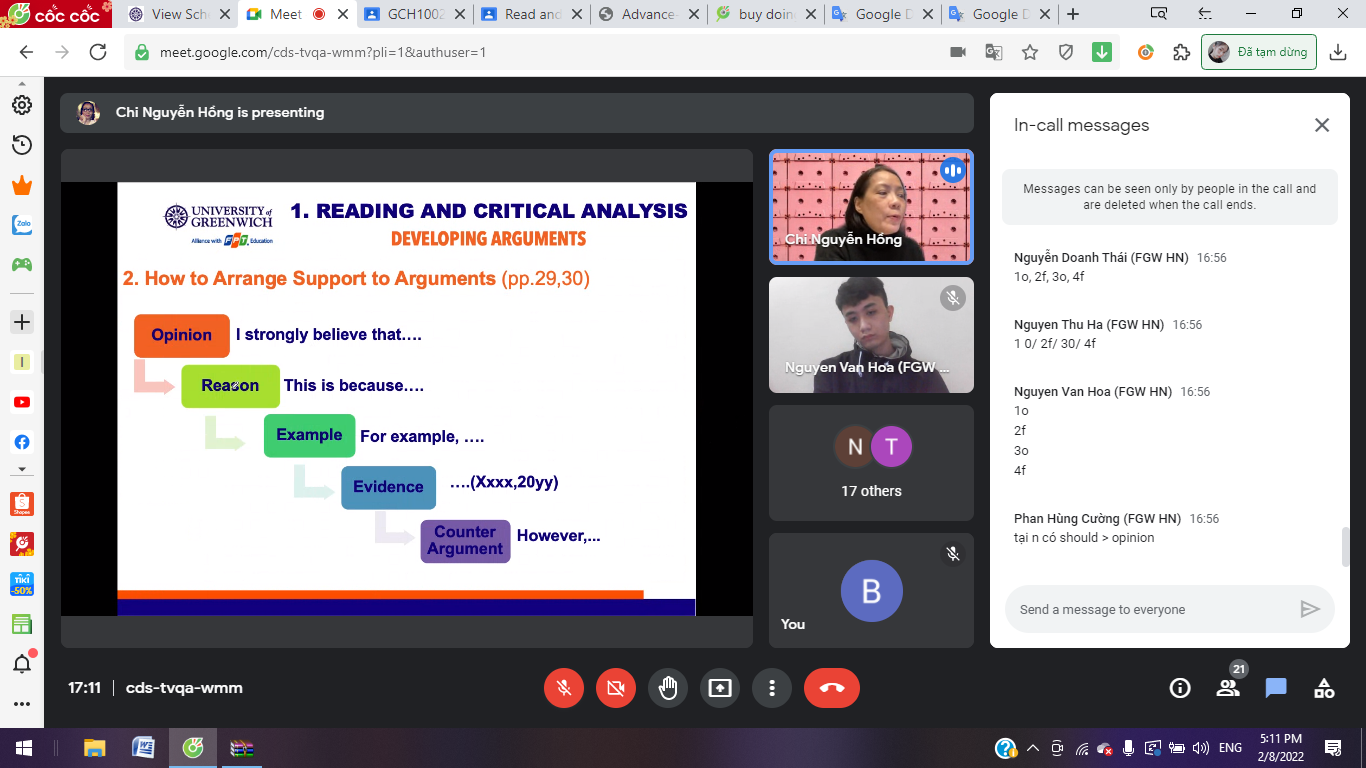 cốc cốc
View Sch
Meet
GCH1002
Read and
Advance-
buy doin
Google D
Google D
meet.google.com/cds-tvqa-wmm?pli=1&authuser=1
Đã tạm dừng
Chi Nguyễn Hồng is presenting
UNIVERSITY of
GREENWICH
Alliance with FPT Education
1. READING AND CRITICAL ANALYSIS
DEVELOPING ARGUMENTS
2. How to Arrange Support to Arguments (pp.29,30)
Opinion I strongly believe that....
Reason This is because....
Example For example, ....
Evidence ....(Xxxx,20yy)
Counter
Argument However,...
Chi Nguyễn Hồng
Nguyen Van Hoa (FGW ...
N T
17 others
B
You
In-call messages
Messages can be seen only by people in the call and
are deleted when the call ends.
Nguyễn Doanh Thái (FGW HN) 16:56
1o, 2f, 3o, 4f
Nguyen Thu Ha (FGW HN) 16:56
1 0/ 2f/ 30/ 4f
Nguyen Van Hoa (FGW HN) 16:56
1o
2f
3o
4f
Phan Hùng Cường (FGW HN) 16:56
tại n có should > opinion
Send a message to everyone
Zalo
Shopee
TIKI
-50%
17:11 | cds-tvqa-wmm
21
ENG
5:11 PM
2/8/2022